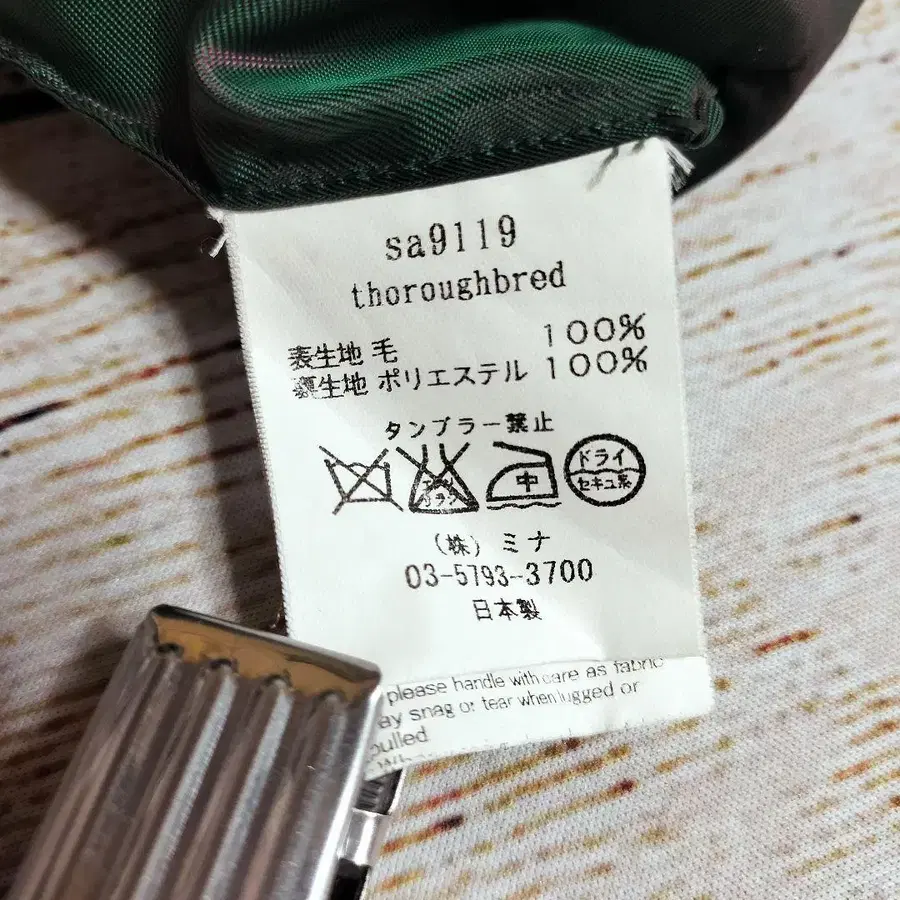 sa9119
thoroughbred
表生地 毛 100%
裏生地 ポリエステル 100%
タンブラー禁止
中 ドライ
セキュ系
(株) ミナ
03-5793-3700
日本製
please handle with care as fabric
snag or tear when lugged or
pulled